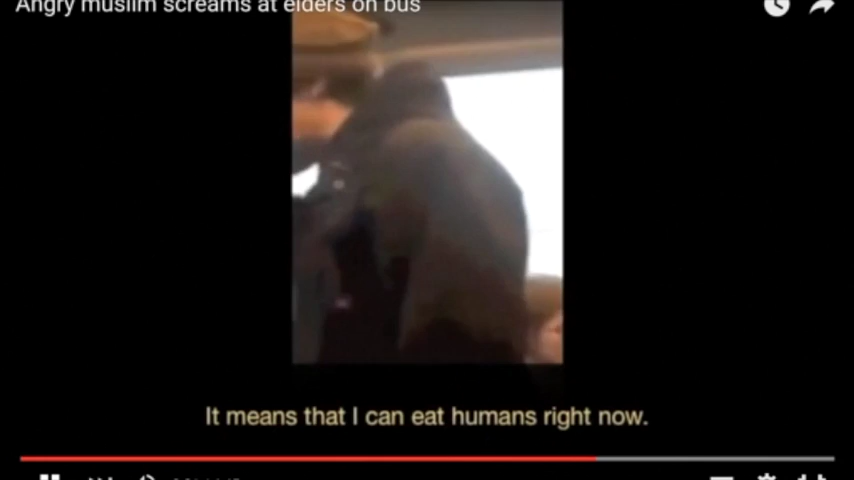 Angry muslim screams at elders on bus
It means that I can eat humans right now.